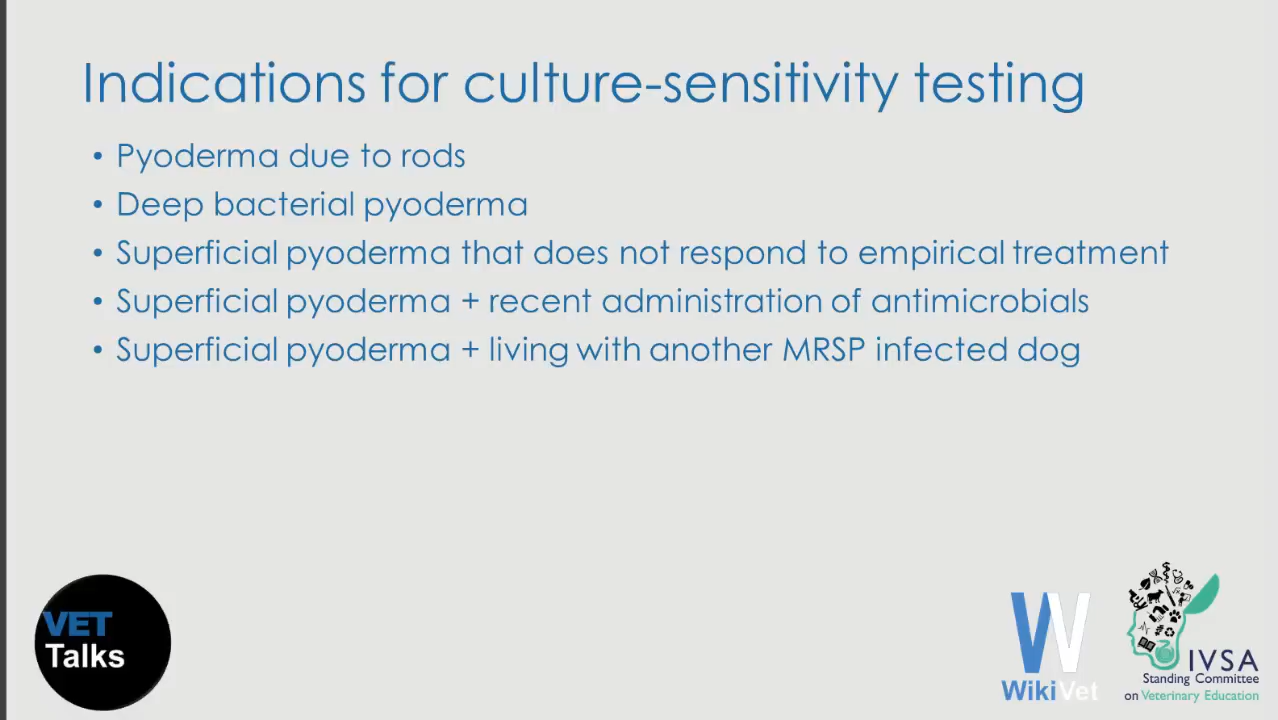 Indications for culture-sensitivity testing
• Pyoderma due to rods
• Deep bacterial pyoderma
• Superficial pyoderma that does not respond to empirical treatment
• Superficial pyoderma + recent administration of antimicrobials
• Superficial pyoderma + living with another MRSP infected dog
VET
Talks
W
WikiVet
IVSA
Standing Committee
on Veterinary Education